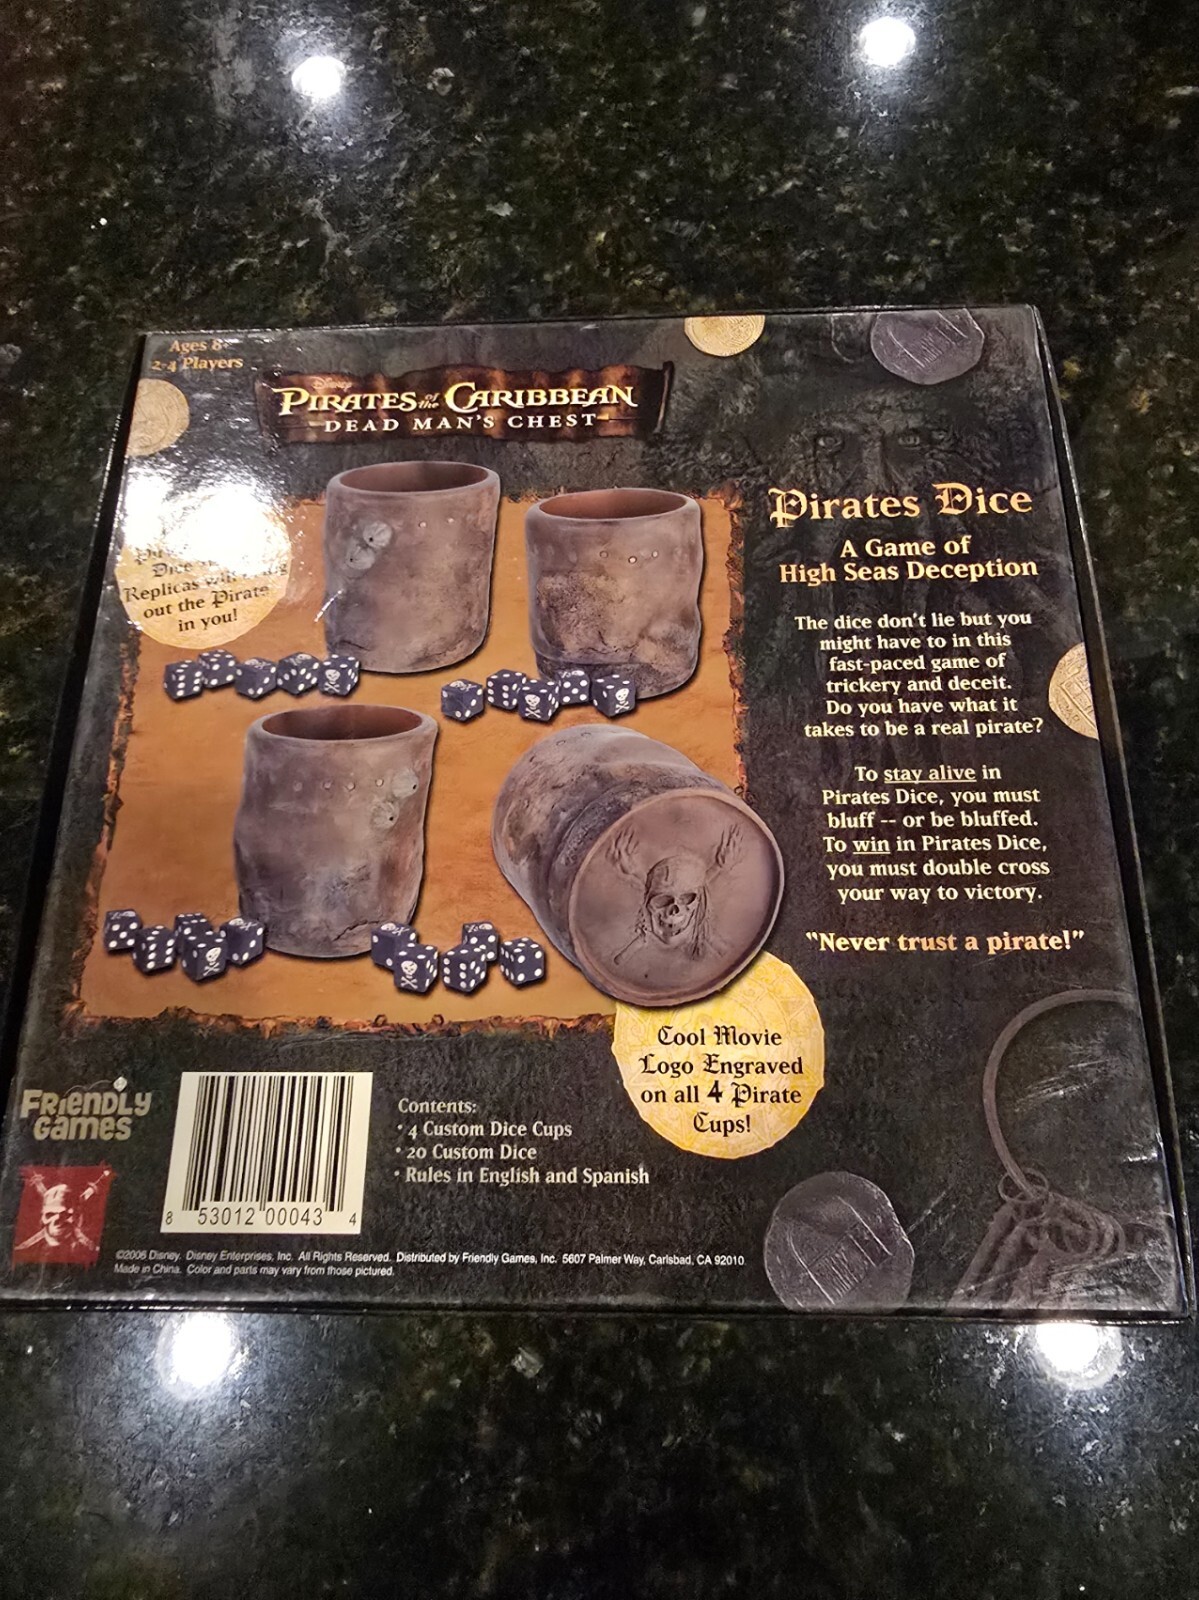 Ages 8
2-4 Players
Disney
PIRATES of the CARIBBEAN
DEAD MAN'S CHEST
Dice
Replicas will
out the Pirate
in you!
Pirates Dice
A Game of
High Seas Deception
The dice don't lie but you
might have to in this
fast-paced game of
trickery and deceit.
Do you have what it
takes to be a real pirate?
To stay alive in
Pirates Dice, you must
bluff -- or be bluffed.
To win in Pirates Dice,
you must double cross
your way to victory.
"Never trust a pirate!"
Cool Movie
Logo Engraved
on all 4 Pirate
Cups!
FRIENDLY
GAMES
8 53012 00043 4
Contents:
• 4 Custom Dice Cups
• 20 Custom Dice
• Rules in English and Spanish
©2006 Disney. Disney Enterprises, Inc. All Rights Reserved. Distributed by Friendly Games, Inc. 5607 Palmer Way, Carlsbad, CA 92010
Made in China. Color and parts may vary from those pictured.